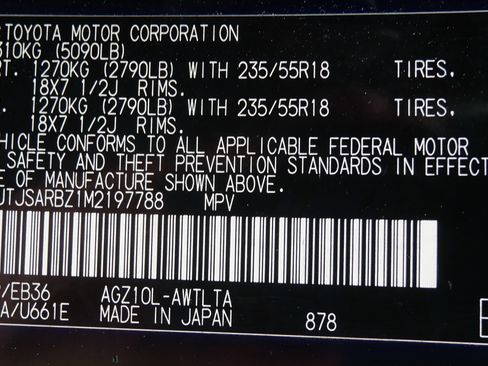 : TOYOTA MOTOR CORPORATION
310KG (5090LB)
RT. 1270KG (2790LB) WITH 235/55R18 TIRES,
18X7 1/2J RIMS.
. 1270KG (2790LB) WITH 235/55R18 TIRES,
18X7 1/2J RIMS.
HICLE CONFORMS TO ALL APPLICABLE FEDERAL MOTOR
SAFETY AND THEFT PREVENTION STANDARDS IN EFFECT
E OF MANUFACTURE SHOWN ABOVE.
JTJSARBZ1M2197788 MPV
/EB36 AGZ10L-AWTLTA
A/U661E MADE IN JAPAN 878